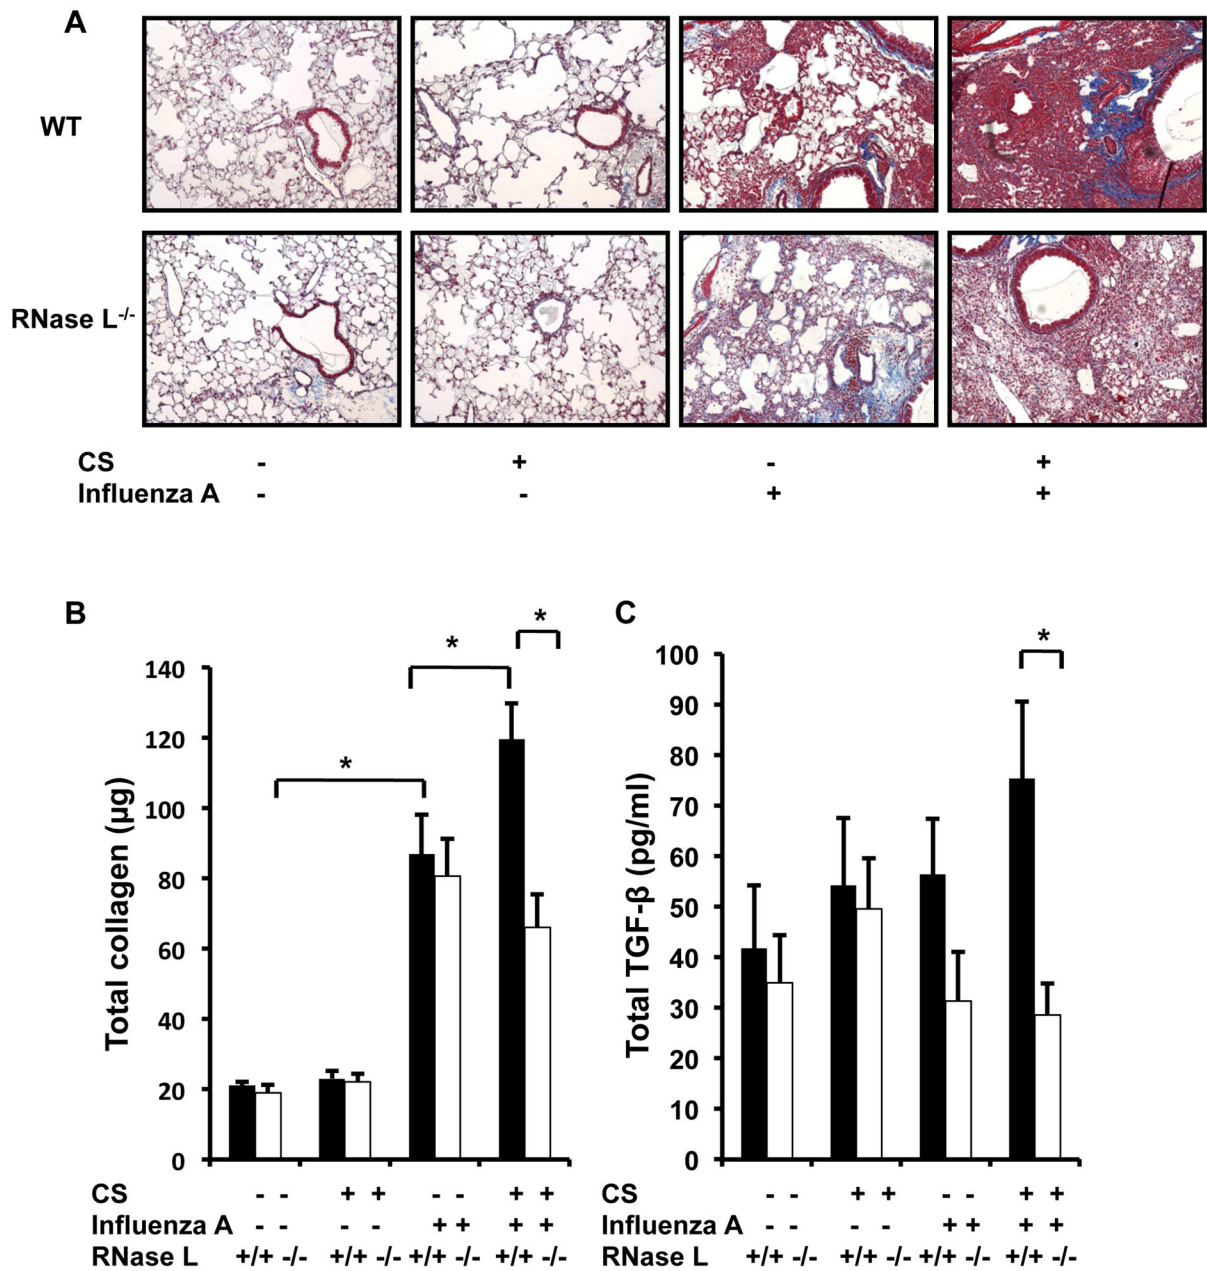 A
WT
RNase L-/-
CS - + - +
Influenza A - - + +
B
*
*
*
140
120
100
80
60
40
20
0
Total collagen (µg)
CS - - + + - - + +
Influenza A - - - - + + + +
RNase L +/+ -/- +/+ -/- +/+ -/- +/+ -/-
C
*
100
90
80
70
60
50
40
30
20
10
0
Total TGF-β (pg/ml)
CS - - + + - - + +
Influenza A - - - - + + + +
RNase L +/+ -/- +/+ -/- +/+ -/- +/+ -/-